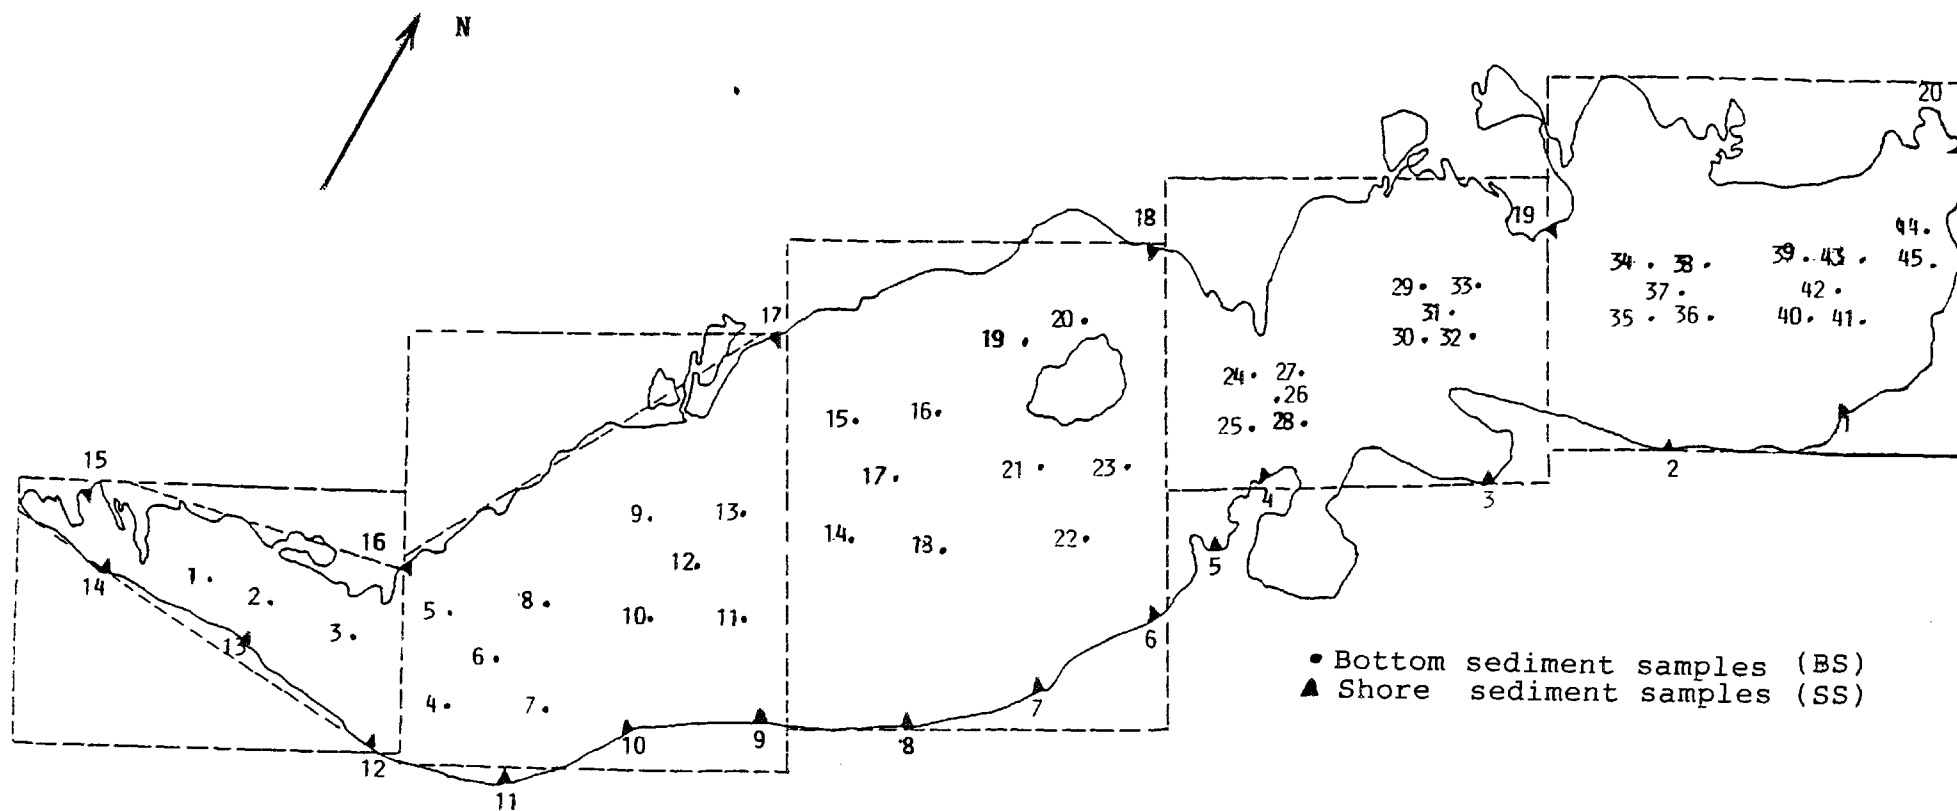 N
20
18
19
44.
34. 38. 39. 43. 45.
29. 33. 37. 42.
17 20. 31. 35. 36. 40. 41.
19. 30. 32.
24. 27.
.26
15. 16. 25. 28. 1
15 17. 21. 23. 4 3 2
9. 13. 14. 18. 22. 5
16 12.
14 1. 2. 5. 8. 10. 11. 6
13 3. 6.
4. 7. 7
12 10 9 8
11
• Bottom sediment samples (BS)
▲ Shore sediment samples (SS)